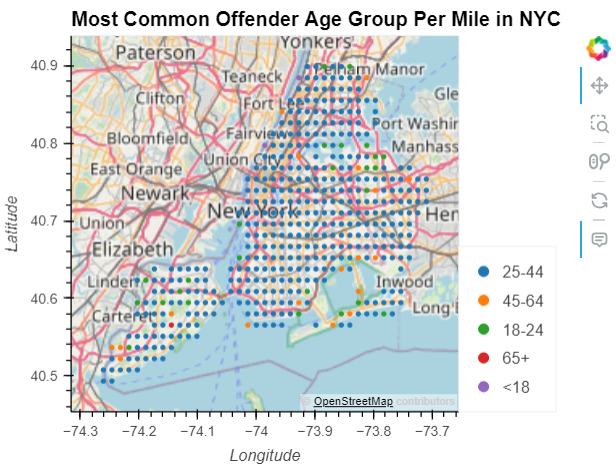 Most Common Offender Age Group Per Mile in NYC
Yonkers
Paterson
Pelham Manor
Teaneck
Clifton
Fort Lee
Glen
Port Washin
Bloomfield
Fairview
Manhass
Union City
East Orange
Newark
New York
Hem
Union
Elizabeth
Linden
Inwood
Carteret
Long B
© OpenStreetMap contributors
40.9
40.8
40.7
40.6
40.5
Latitude
−74.3
−74.2
−74.1
−74
−73.9
−73.8
−73.7
Longitude
25-44
45-64
18-24
65+
<18